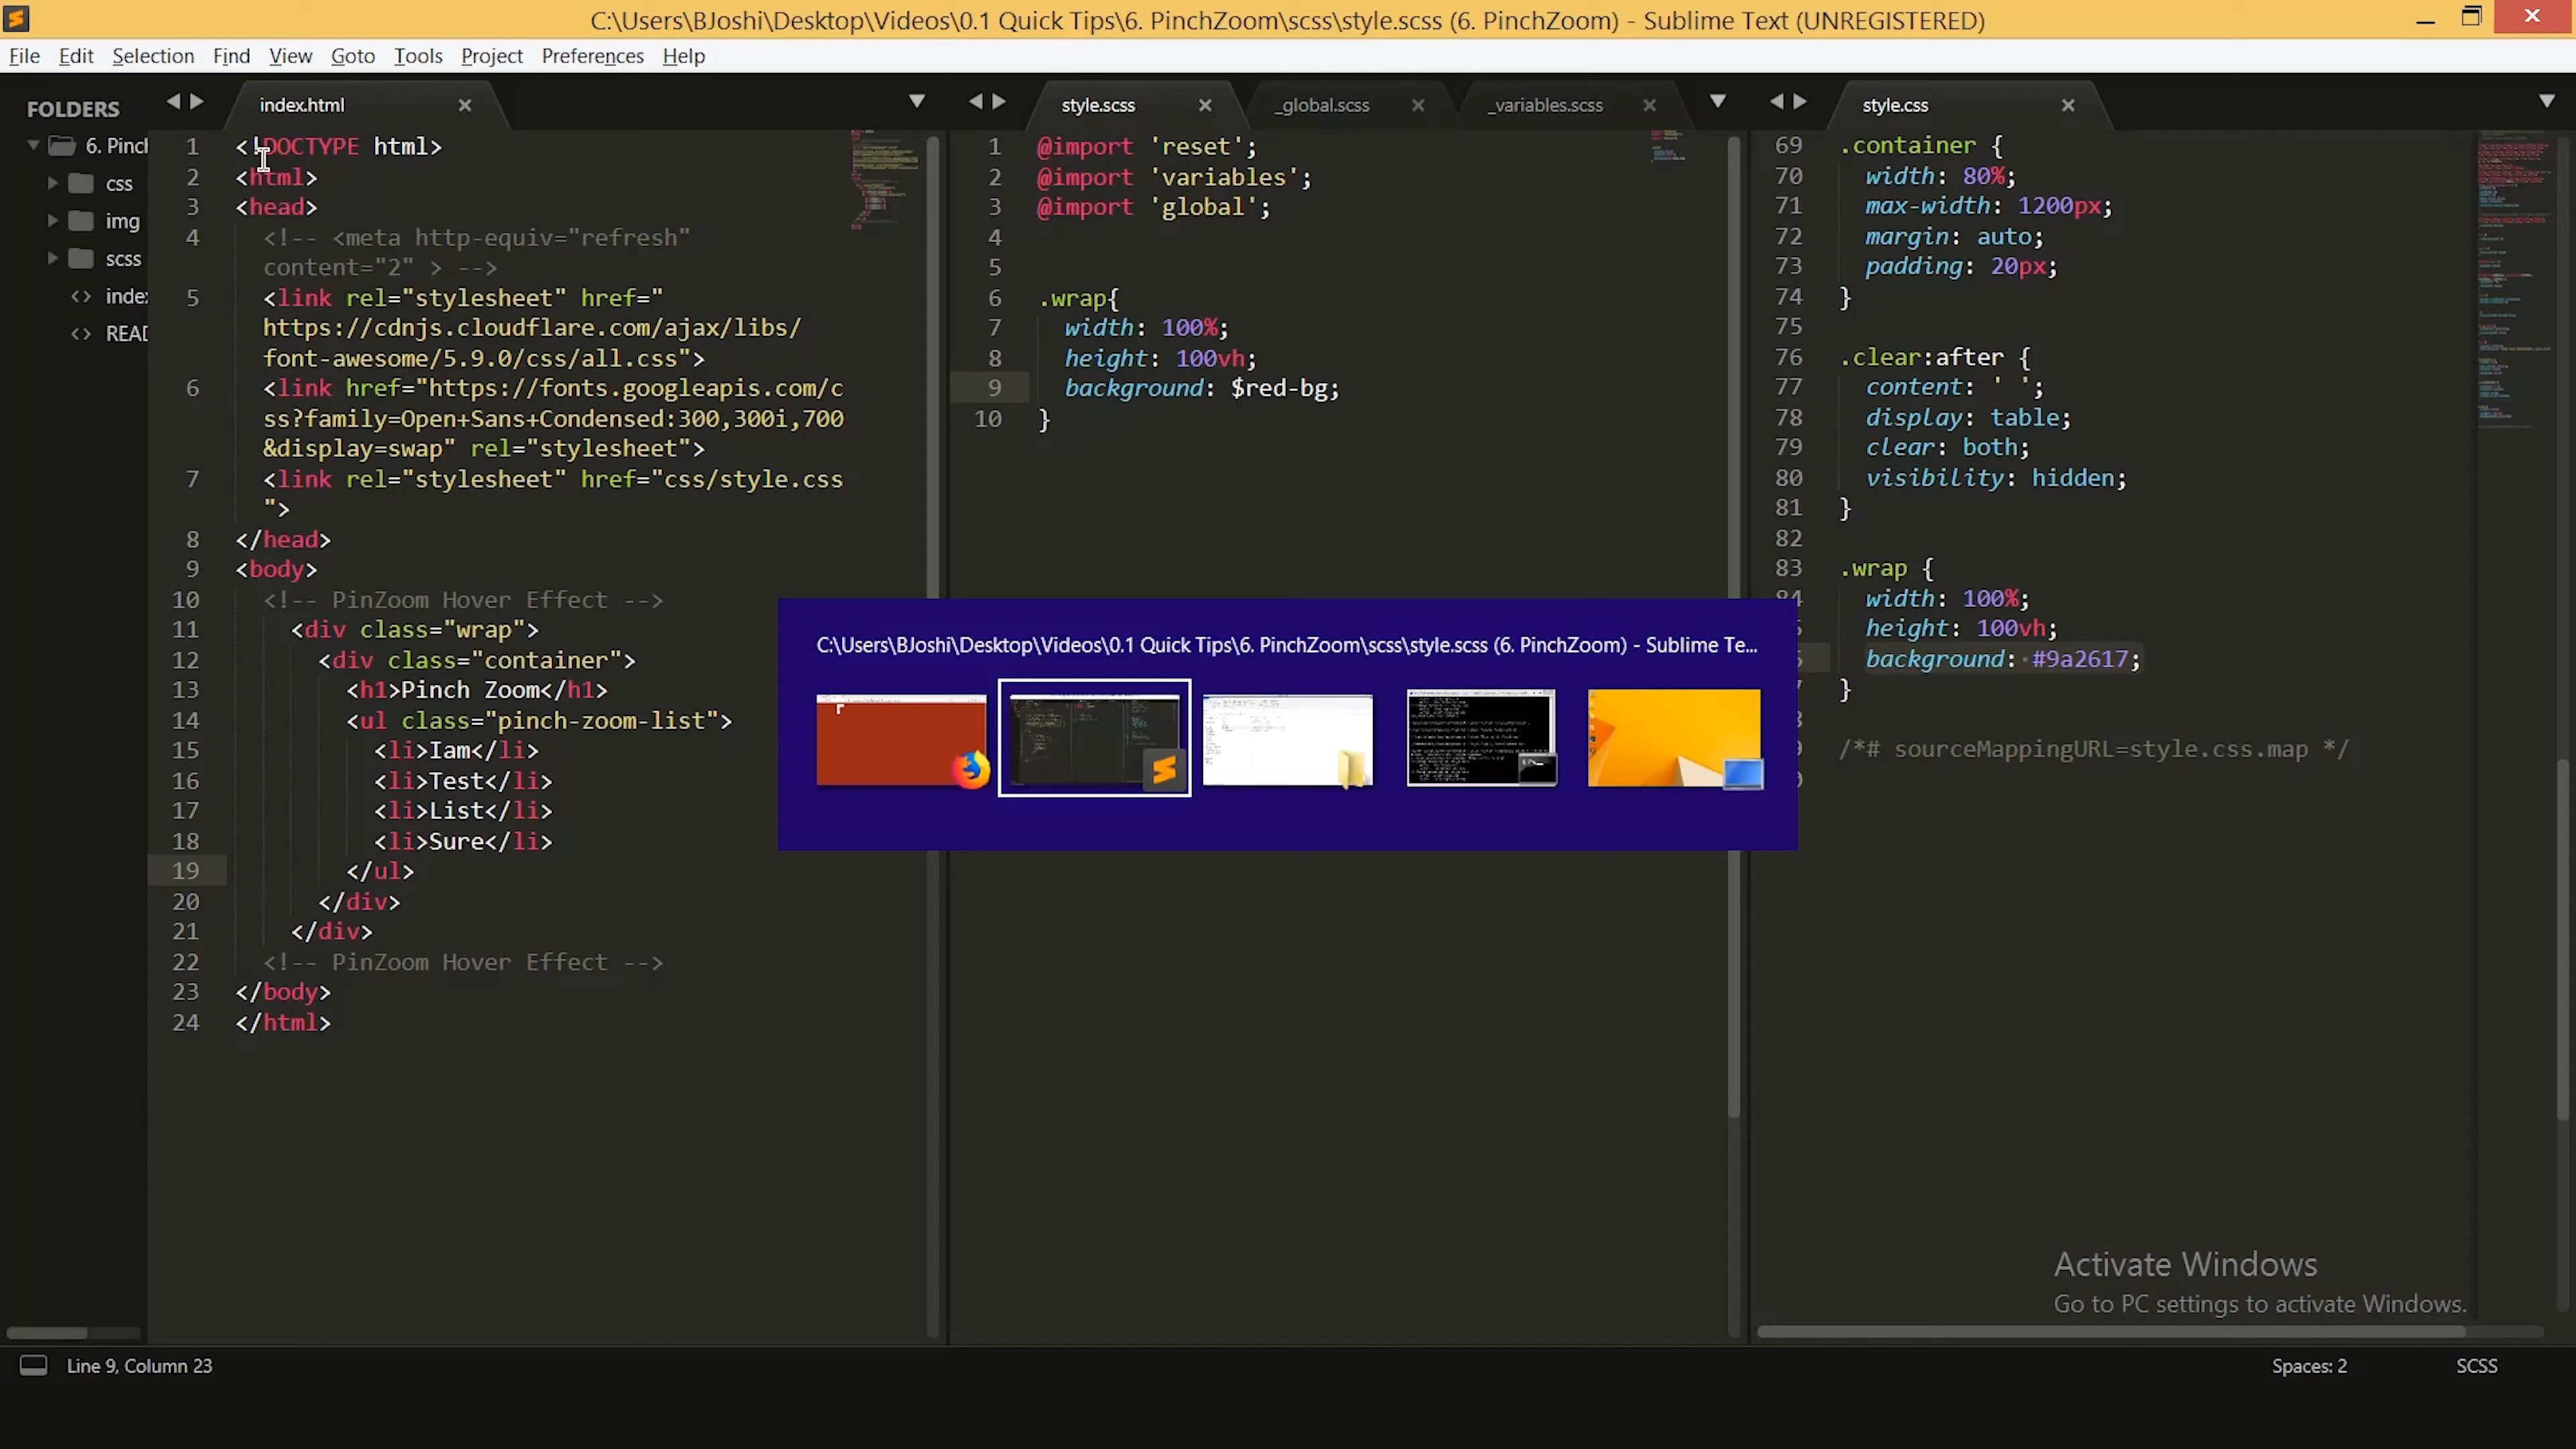 C:\Users\BJoshi\Desktop\Videos\0.1 Quick Tips\6. PinchZoom\scss\style.scss (6. PinchZoom) - Sublime Text (UNREGISTERED)
File Edit Selection Find View Goto Tools Project Preferences Help
FOLDERS
6. Pinch
css
img
scss
index
READ
index.html
1 <!DOCTYPE html>
2 <html>
3 <head>
4 <!-- <meta http-equiv="refresh"
content="2" > -->
5 <link rel="stylesheet" href="
https://cdnjs.cloudflare.com/ajax/libs/
font-awesome/5.9.0/css/all.css">
6 <link href="https://fonts.googleapis.com/c
ss?family=Open+Sans+Condensed:300,300i,700
&display=swap" rel="stylesheet">
7 <link rel="stylesheet" href="css/style.css
">
8 </head>
9 <body>
10 <!-- PinZoom Hover Effect -->
11 <div class="wrap">
12 <div class="container">
13 <h1>Pinch Zoom</h1>
14 <ul class="pinch-zoom-list">
15 <li>Iam</li>
16 <li>Test</li>
17 <li>List</li>
18 <li>Sure</li>
19 </ul>
20 </div>
21 </div>
22 <!-- PinZoom Hover Effect -->
23 </body>
24 </html>
style.scss _global.scss _variables.scss
1 @import 'reset';
2 @import 'variables';
3 @import 'global';
4
5
6 .wrap{
7 width: 100%;
8 height: 100vh;
9 background: $red-bg;
10 }
C:\Users\BJoshi\Desktop\Videos\0.1 Quick Tips\6. PinchZoom\scss\style.scss (6. PinchZoom) - Sublime Te...
style.css
69 .container {
70 width: 80%;
71 max-width: 1200px;
72 margin: auto;
73 padding: 20px;
74 }
75
76 .clear:after {
77 content: ' ';
78 display: table;
79 clear: both;
80 visibility: hidden;
81 }
82
83 .wrap {
84 width: 100%;
height: 100vh;
background: #9a2617;
}
/*# sourceMappingURL=style.css.map */
Activate Windows
Go to PC settings to activate Windows.
Line 9, Column 23
Spaces: 2
SCSS